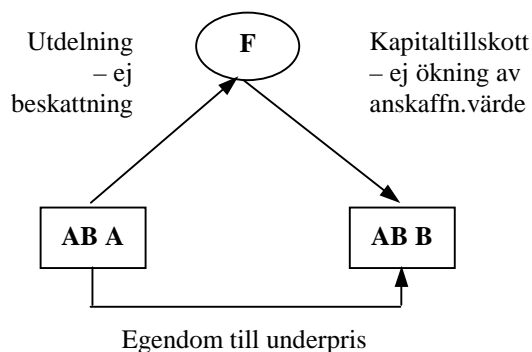 Utdelning
– ej
beskattning
F
Kapitaltillskott
– ej ökning av
anskaffn.värde
AB A
AB B
Egendom till underpris